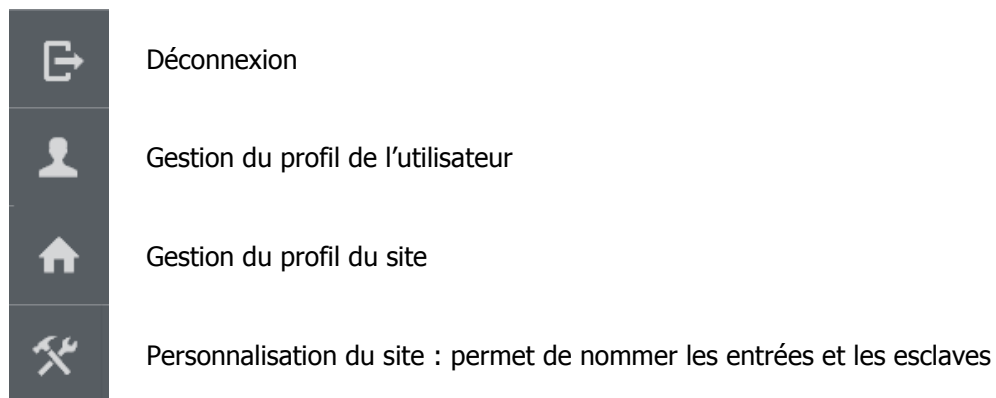 Déconnexion
Gestion du profil de l’utilisateur
Gestion du profil du site
Personnalisation du site : permet de nommer les entrées et les esclaves